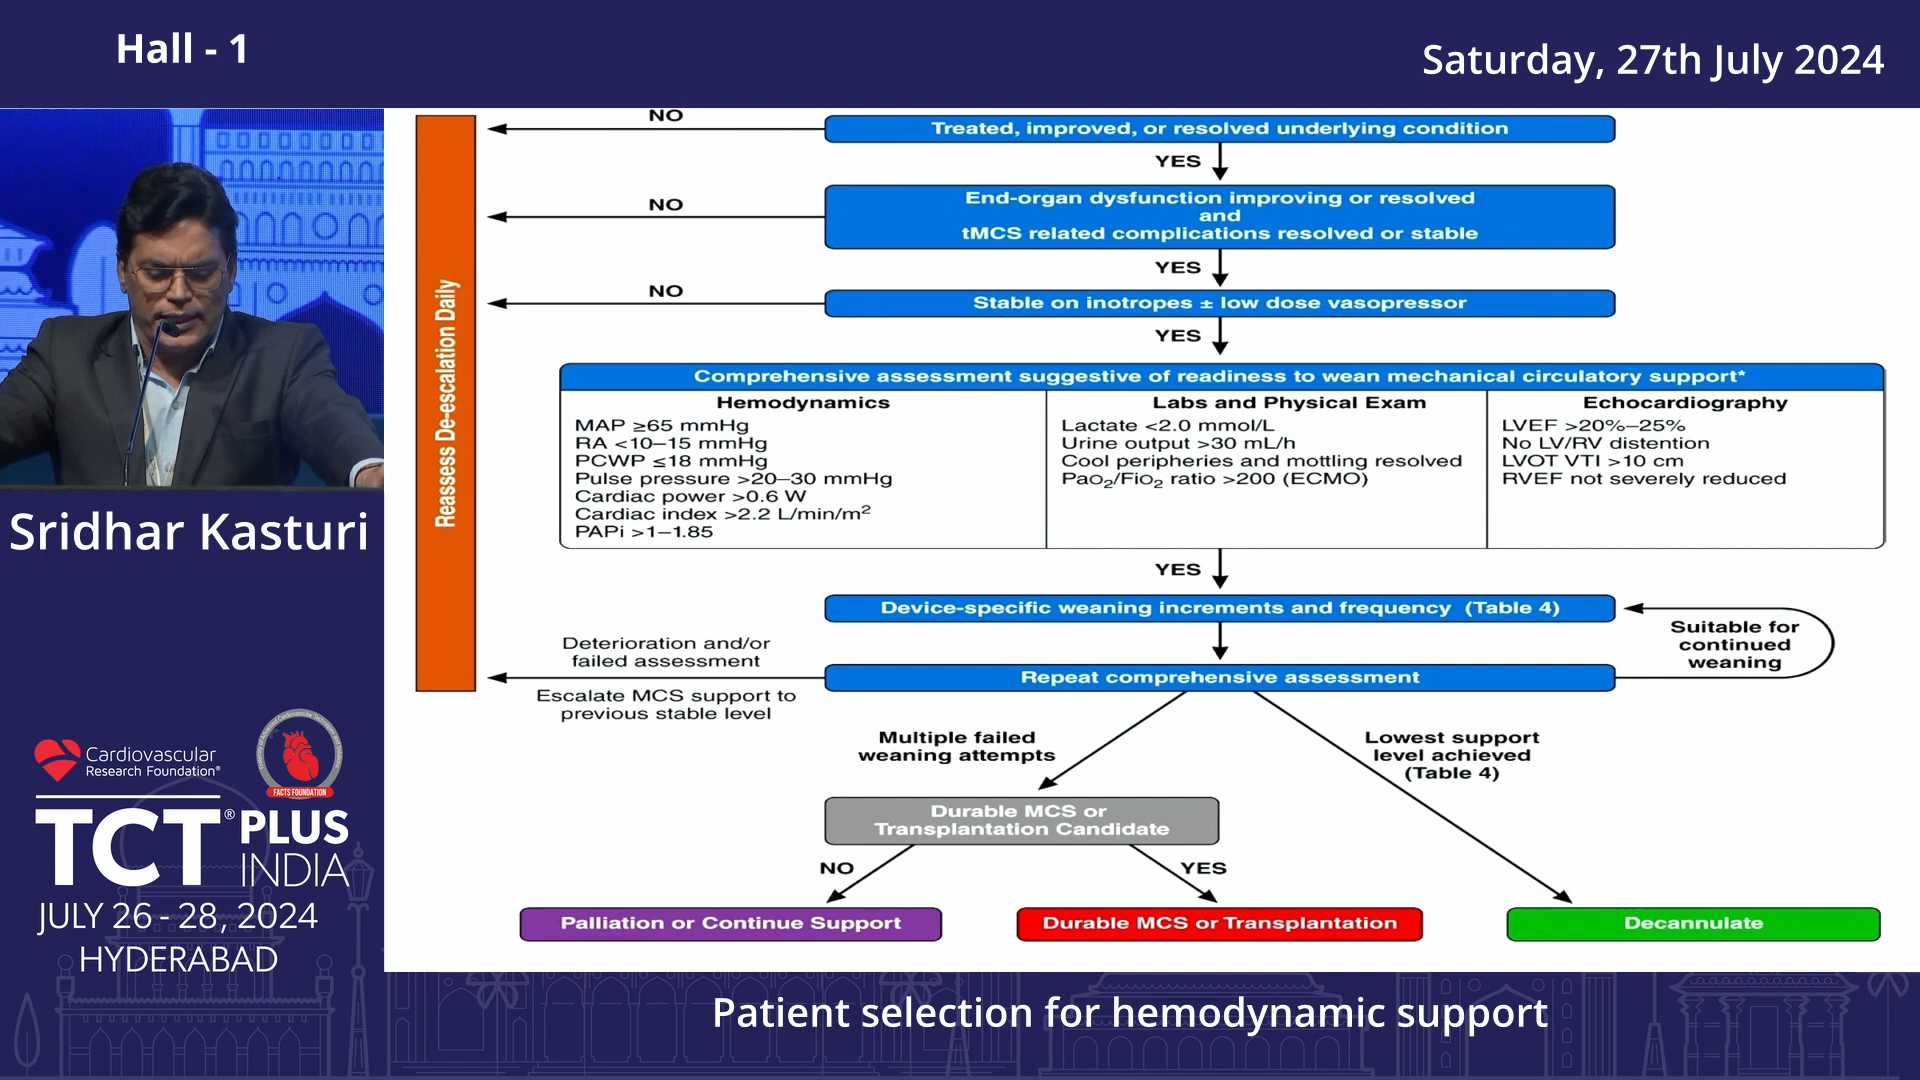 Hall - 1
Saturday, 27th July 2024
Sridhar Kasturi
Cardiovascular
Research Foundation®
FACTS FOUNDATION
TCT® PLUS
INDIA
JULY 26 - 28, 2024
HYDERABAD
Reassess De-escalation Daily
NO
Treated, improved, or resolved underlying condition
YES
NO
End-organ dysfunction improving or resolved
and
tMCS related complications resolved or stable
YES
NO
Stable on inotropes ± low dose vasopressor
YES
Comprehensive assessment suggestive of readiness to wean mechanical circulatory support*
Hemodynamics
MAP ≥65 mmHg
RA <10–15 mmHg
PCWP ≤18 mmHg
Pulse pressure >20–30 mmHg
Cardiac power >0.6 W
Cardiac index >2.2 L/min/m²
PAPi >1–1.85
Labs and Physical Exam
Lactate <2.0 mmol/L
Urine output >30 mL/h
Cool peripheries and mottling resolved
PaO₂/FiO₂ ratio >200 (ECMO)
Echocardiography
LVEF >20%–25%
No LV/RV distention
LVOT VTI >10 cm
RVEF not severely reduced
YES
Device-specific weaning increments and frequency (Table 4)
Suitable for
continued
weaning
Deterioration and/or
failed assessment
Repeat comprehensive assessment
Escalate MCS support to
previous stable level
Multiple failed
weaning attempts
Lowest support
level achieved
(Table 4)
Durable MCS or
Transplantation Candidate
NO
YES
Palliation or Continue Support
Durable MCS or Transplantation
Decannulate
Patient selection for hemodynamic support